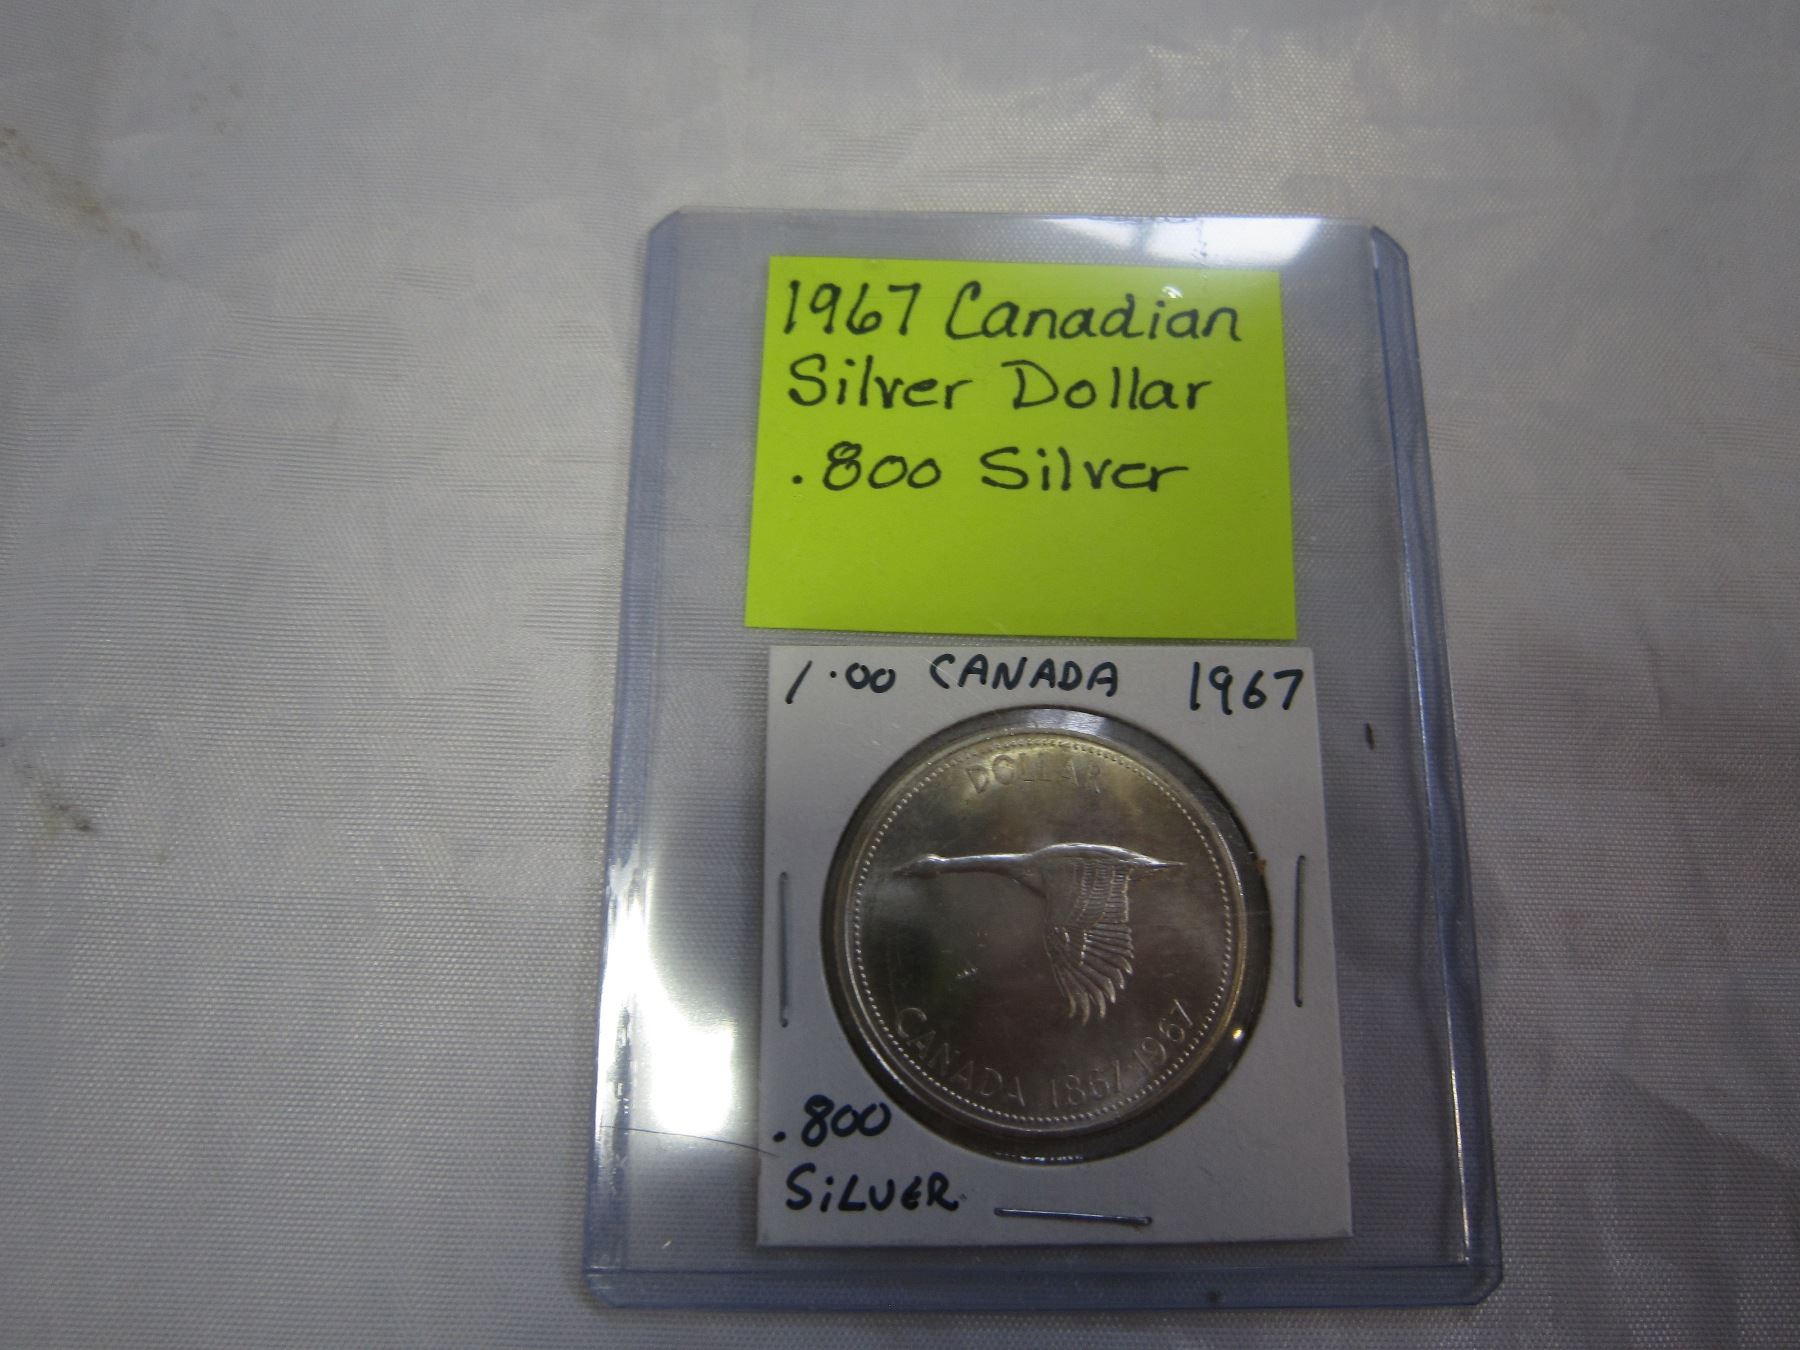 1967 Canadian
Silver Dollar
.800 Silver
1.00 CANADA 1967
DOLLAR
CANADA 1867 1967
.800
SiLVER